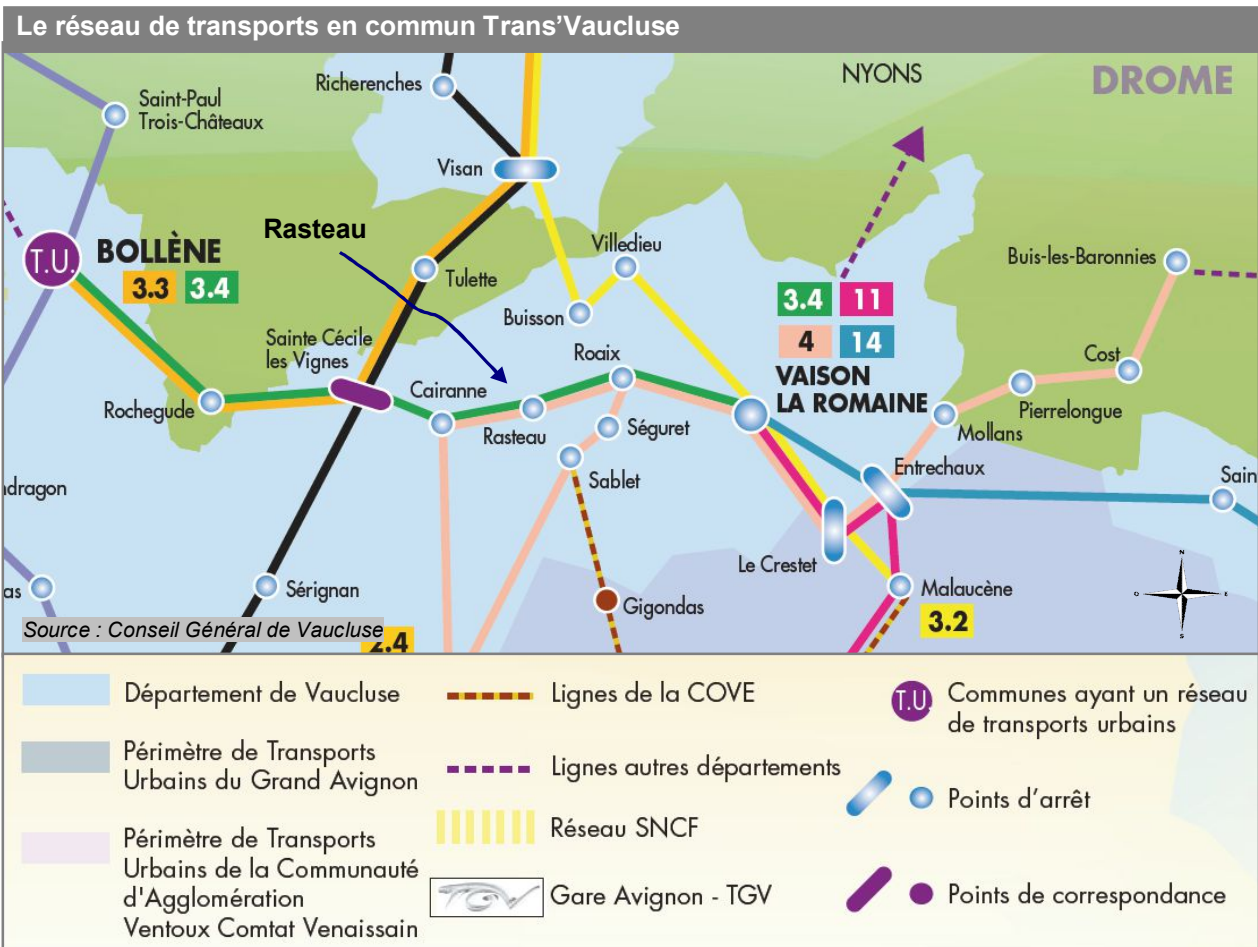 Le réseau de transports en commun Trans'Vaucluse
NYONS
DROME
Richerenches
Saint-Paul
Trois-Châteaux
Visan
Rasteau
T.U.
BOLLÈNE
3.3 3.4
Tulette
Villedieu
Buis-les-Baronnies
Buisson
3.4 11
4 14
VAISON
LA ROMAINE
Sainte Cécile
les Vignes
Roaix
Cost
Cairanne
Rochegude
Rasteau
Séguret
Pierrelongue
Mollans
Sablet
Entrechaux
Sain
ndragon
Le Crestet
as
Sérignan
Gigondas
Malaucène
3.2
N
O
E
S
Source : Conseil Général de Vaucluse
2.4
Département de Vaucluse
Périmètre de Transports
Urbains du Grand Avignon
Périmètre de Transports
Urbains de la Communauté
d'Agglomération
Ventoux Comtat Venaissain
Lignes de la COVE
Lignes autres départements
Réseau SNCF
TGV
Gare Avignon - TGV
T.U.
Communes ayant un réseau
de transports urbains
Points d'arrêt
Points de correspondance